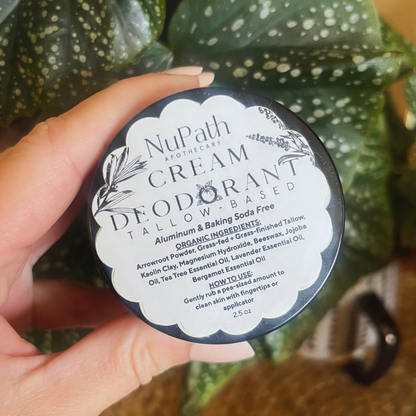 NuPath
APOTHECARY
CREAM
DEODORANT
TALLOW-BASED
Aluminum & Baking Soda Free
ORGANIC INGREDIENTS:
Arrowroot Powder, Grass-fed + Grass-finished Tallow,
Kaolin Clay, Magnesium Hydroxide, Beeswax, Jojoba
Oil, Tea Tree Essential Oil, Lavender Essential Oil,
Bergamot Essential Oil
HOW TO USE:
Gently rub a pea-sized amount to
clean skin with fingertips or
applicator
2.5 oz